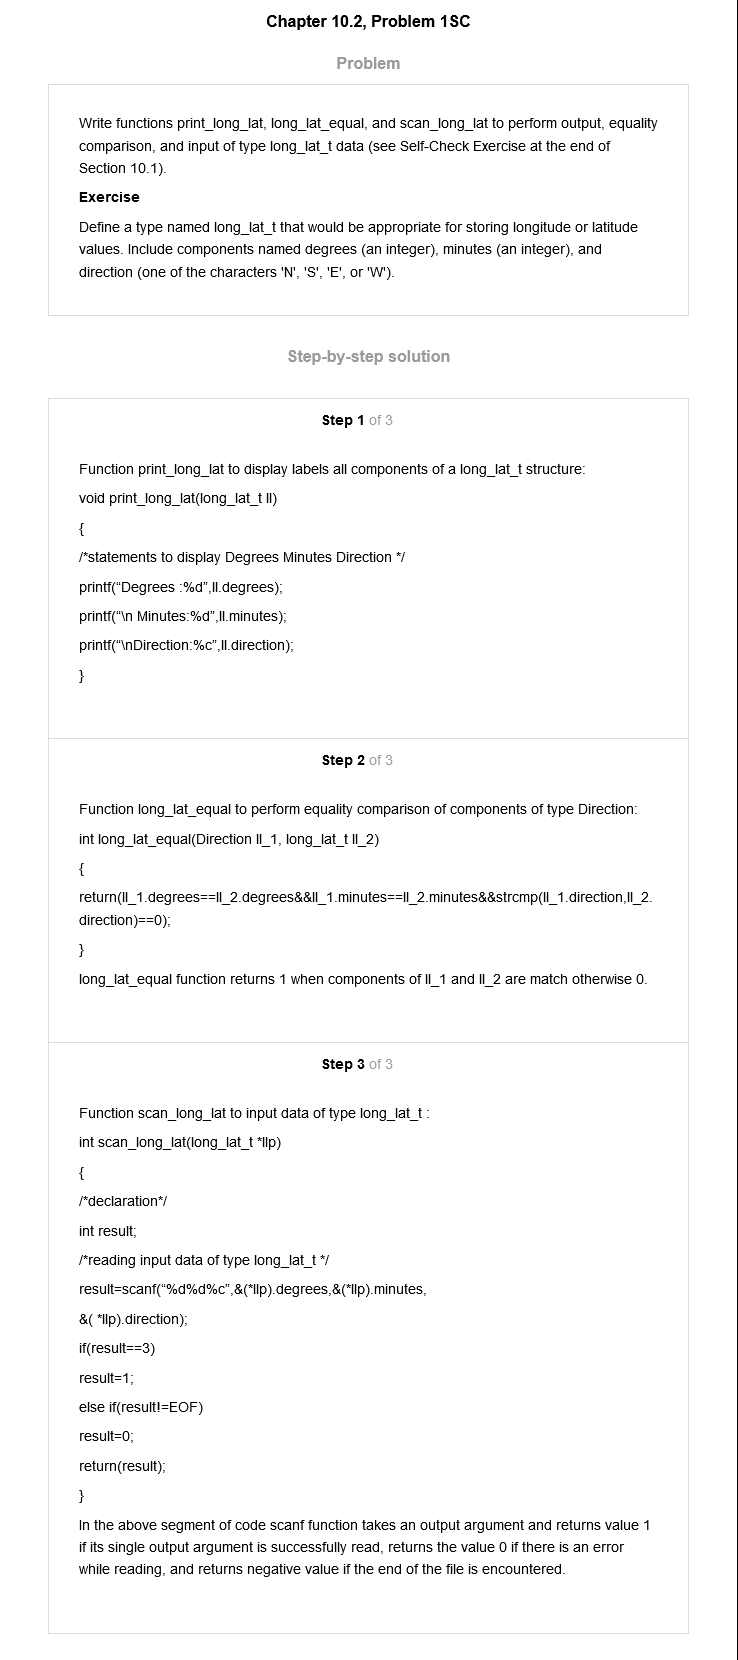 Chapter 10.2, Problem 1SC
Problem
Write functions print_long_lat, long_lat_equal, and scan_long_lat to perform output, equality
comparison, and input of type long_lat_t data (see Self-Check Exercise at the end of
Section 10.1).
Exercise
Define a type named long_lat_t that would be appropriate for storing longitude or latitude
values. Include components named degrees (an integer), minutes (an integer), and
direction (one of the characters 'N', 'S', 'E', or 'W').
Step-by-step solution
Step 1 of 3
Function print_long_lat to display labels all components of a long_lat_t structure:
void print_long_lat(long_lat_t ll)
{
/*statements to display Degrees Minutes Direction */
printf(“Degrees :%d”,ll.degrees);
printf(“\n Minutes:%d”,ll.minutes);
printf(“\nDirection:%c”,ll.direction);
}
Step 2 of 3
Function long_lat_equal to perform equality comparison of components of type Direction:
int long_lat_equal(Direction ll_1, long_lat_t ll_2)
{
return(ll_1.degrees==ll_2.degrees&&ll_1.minutes==ll_2.minutes&&strcmp(ll_1.direction,ll_2.
direction)==0);
}
long_lat_equal function returns 1 when components of ll_1 and ll_2 are match otherwise 0.
Step 3 of 3
Function scan_long_lat to input data of type long_lat_t :
int scan_long_lat(long_lat_t *llp)
{
/*declaration*/
int result;
/*reading input data of type long_lat_t */
result=scanf(“%d%d%c”,&(*llp).degrees,&(*llp).minutes,
&( *llp).direction);
if(result==3)
result=1;
else if(result!=EOF)
result=0;
return(result);
}
In the above segment of code scanf function takes an output argument and returns value 1
if its single output argument is successfully read, returns the value 0 if there is an error
while reading, and returns negative value if the end of the file is encountered.